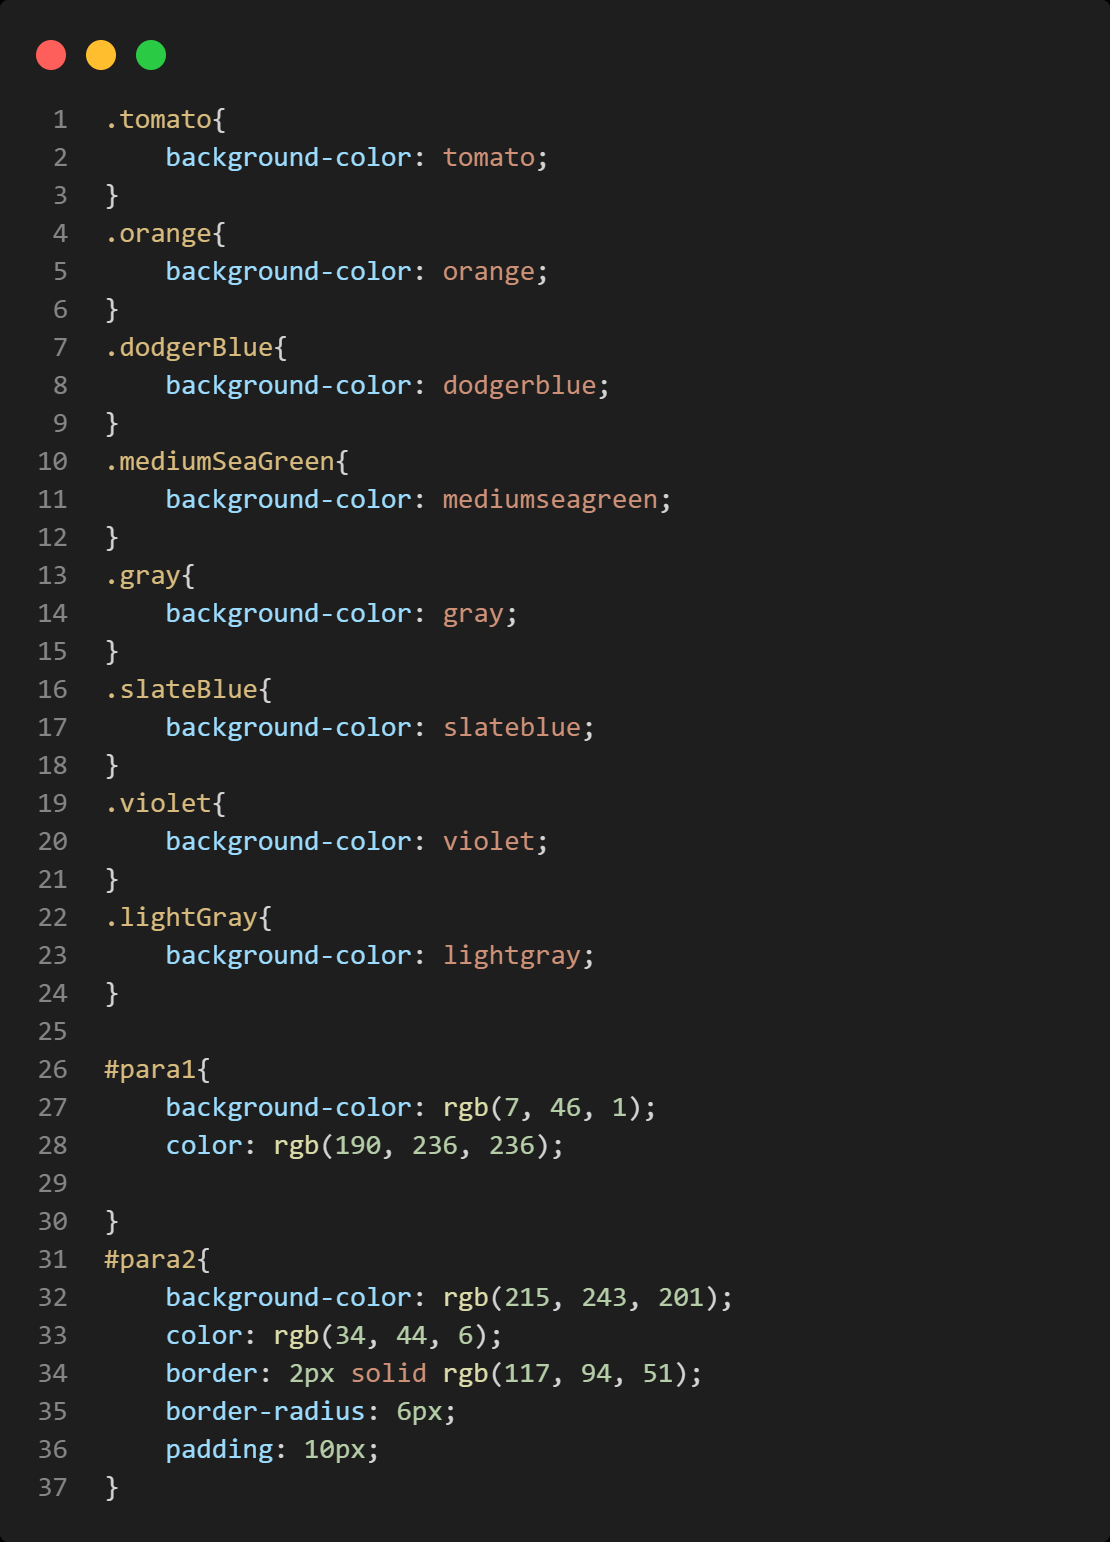 1 .tomato{
2     background-color: tomato;
3 }
4 .orange{
5     background-color: orange;
6 }
7 .dodgerBlue{
8     background-color: dodgerblue;
9 }
10 .mediumSeaGreen{
11     background-color: mediumseagreen;
12 }
13 .gray{
14     background-color: gray;
15 }
16 .slateBlue{
17     background-color: slateblue;
18 }
19 .violet{
20     background-color: violet;
21 }
22 .lightGray{
23     background-color: lightgray;
24 }
25
26 #para1{
27     background-color: rgb(7, 46, 1);
28     color: rgb(190, 236, 236);
29
30 }
31 #para2{
32     background-color: rgb(215, 243, 201);
33     color: rgb(34, 44, 6);
34     border: 2px solid rgb(117, 94, 51);
35     border-radius: 6px;
36     padding: 10px;
37 }